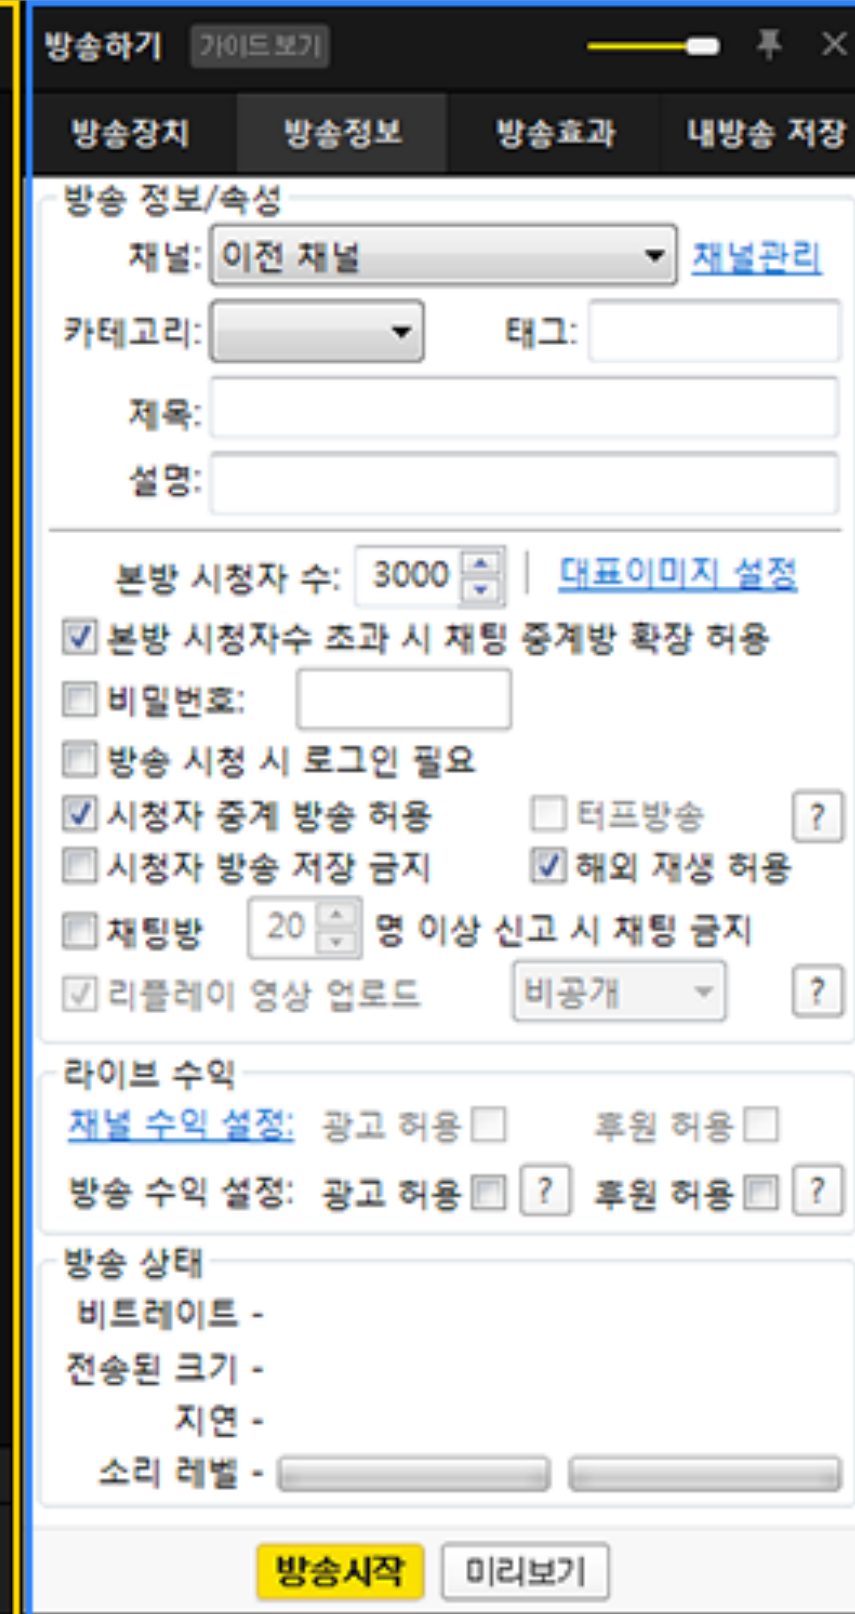 방송하기 가이드 보기
방송장치 방송정보 방송효과 내방송 저장
방송 정보/속성
채널: 이전 채널 채널관리
카테고리: 태그:
제목:
설명:
본방 시청자 수: 3000 | 대표이미지 설정
본방 시청자수 초과 시 채팅 중계방 확장 허용
비밀번호:
방송 시청 시 로그인 필요
시청자 중계 방송 허용 터프방송 ?
시청자 방송 저장 금지 해외 재생 허용
채팅방 20 명 이상 신고 시 채팅 금지
리플레이 영상 업로드 비공개 ?
라이브 수익
채널 수익 설정: 광고 허용 후원 허용
방송 수익 설정: 광고 허용 ? 후원 허용 ?
방송 상태
비트레이트 -
전송된 크기 -
지연 -
소리 레벨 -
방송시작 미리보기